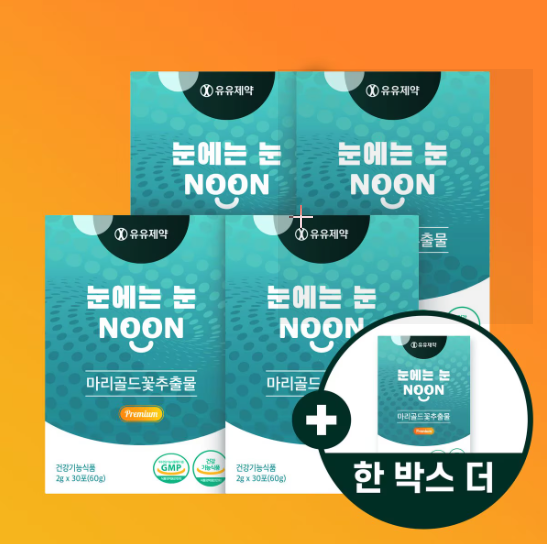 유유제약
눈에는 눈
NOON
유유제약
눈에는 눈
NOON
출물
유유제약
눈에는 눈
NOON
마리골드꽃추출물
Premium
건강기능식품
2g x 30포(60g)
GMP
건강
기능식품
유유제약
눈에는 눈
NOON
마리골드
건강기능식품
2g x 30포(60g)
유유제약
눈에는 눈
NOON
마리골드꽃추출물
Premium
한 박스 더